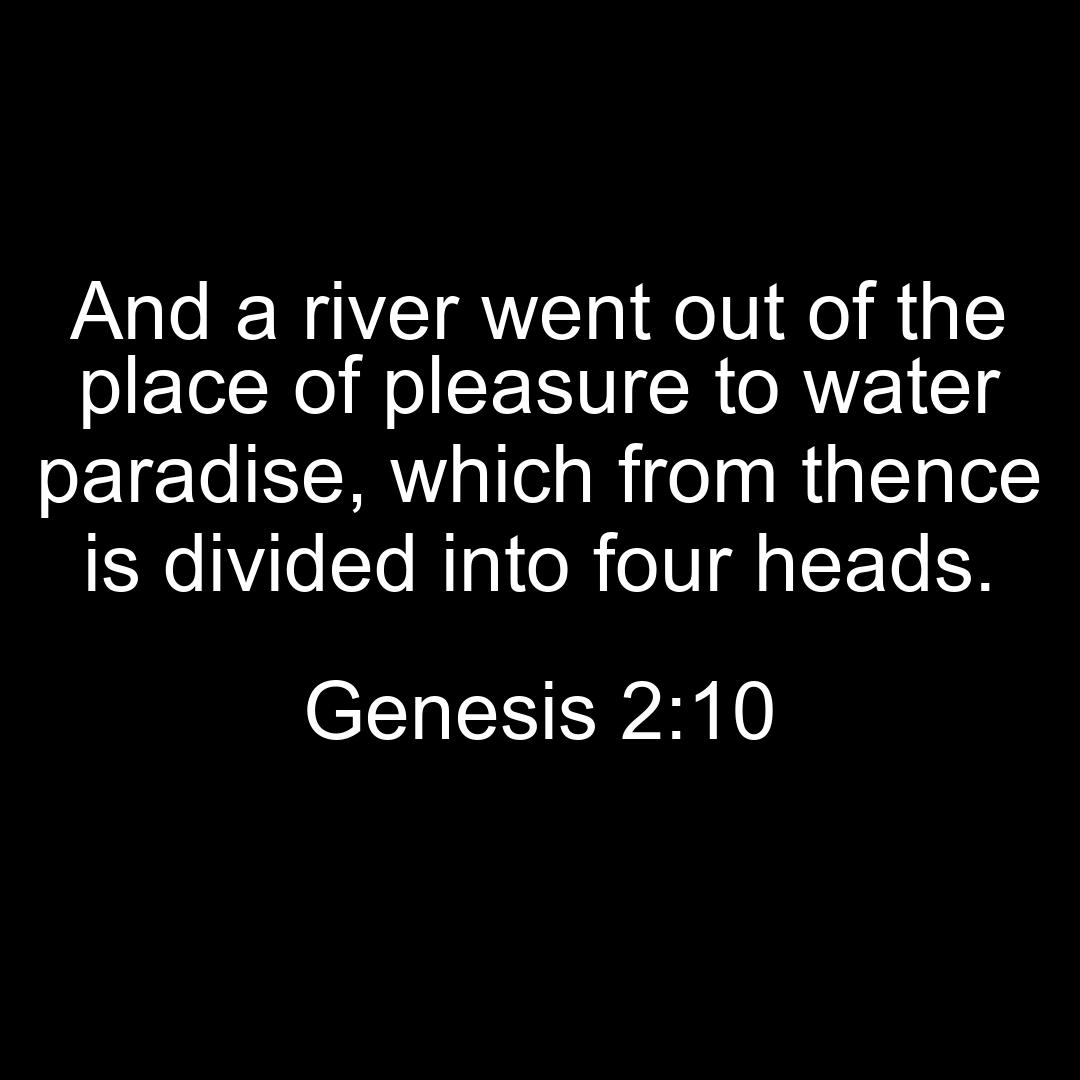 And a river went out of the
place of pleasure to water
paradise, which from thence
is divided into four heads.
Genesis 2:10